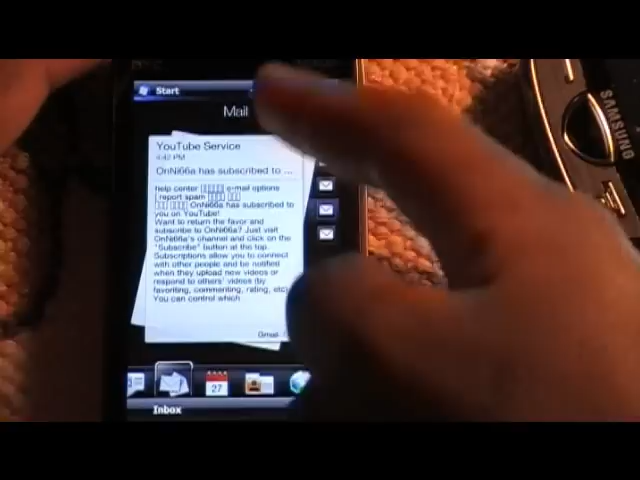 Start
Mail
SAMSUNG
YouTube Service
4:42 PM
OnNi66a has subscribed to ...
help center e-mail options
report spam
OnNi66a has subscribed to
you on YouTube!
Want to return the favor and
subscribe to OnNi66a? Just visit
OnNi66a's channel and click on the
"Subscribe" button at the top.
Subscriptions allow you to connect
with other people and be notified
when they upload new videos or
respond to others' videos (by
favoriting, commenting, rating, etc)
You can control which
Gmail
27
Inbox